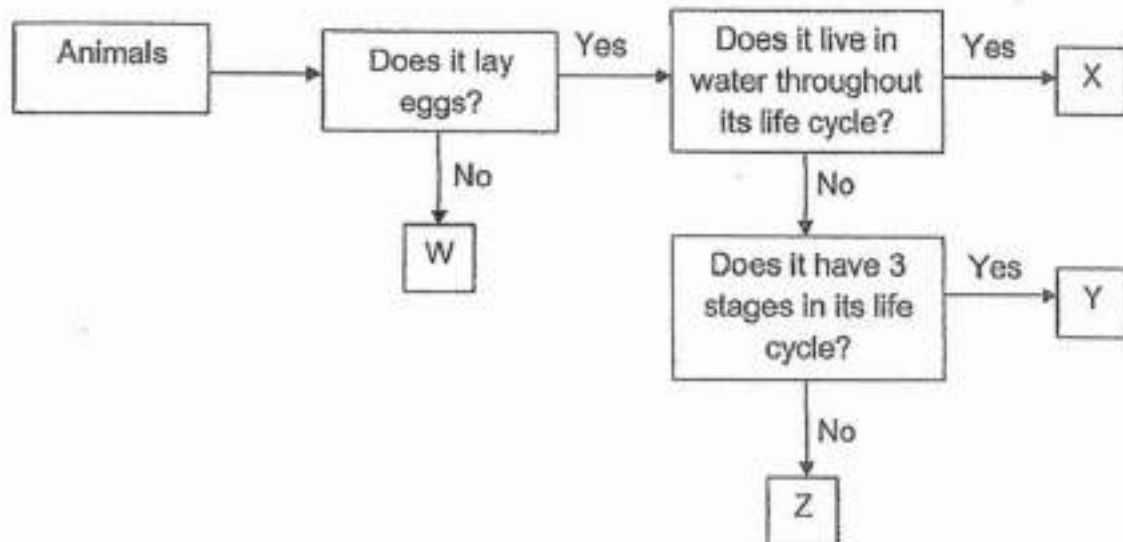 Animals
Does it lay
eggs?
Yes
Does it live in
water throughout
its life cycle?
Yes
X
No
W
No
Does it have 3
stages in its life
cycle?
Yes
Y
No
Z